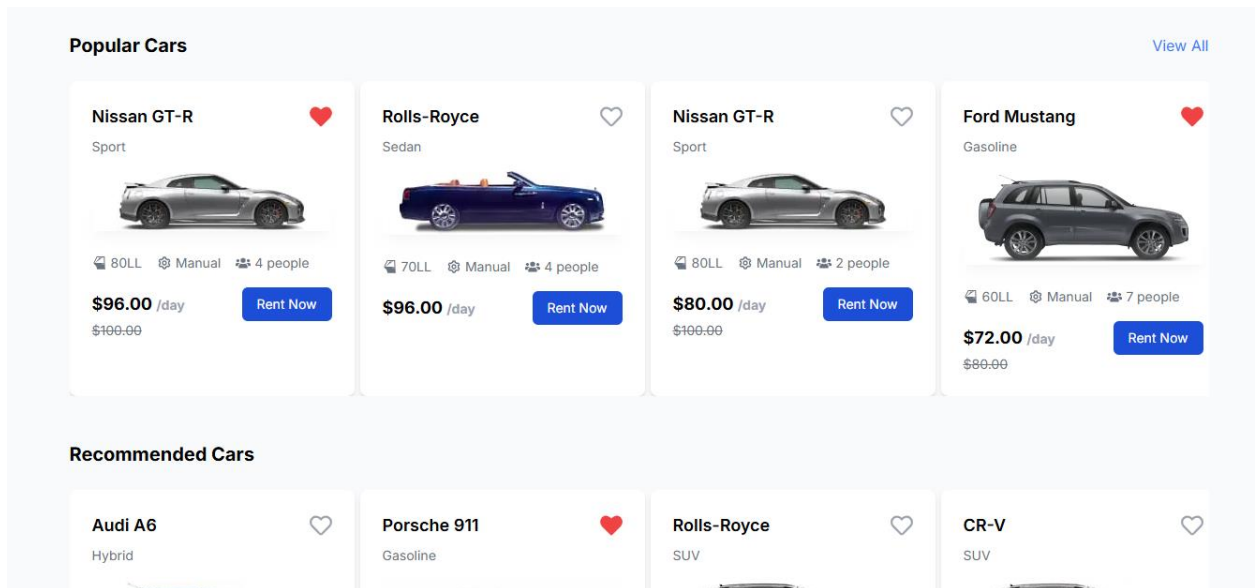 Popular Cars View All
Nissan GT-R
Sport
80LL Manual 4 people
$96.00 /day Rent Now
$100.00
Rolls-Royce
Sedan
70LL Manual 4 people
$96.00 /day Rent Now
Nissan GT-R
Sport
80LL Manual 2 people
$80.00 /day Rent Now
$100.00
Ford Mustang
Gasoline
60LL Manual 7 people
$72.00 /day Rent Now
$80.00
Recommended Cars
Audi A6
Hybrid
Porsche 911
Gasoline
Rolls-Royce
SUV
CR-V
SUV